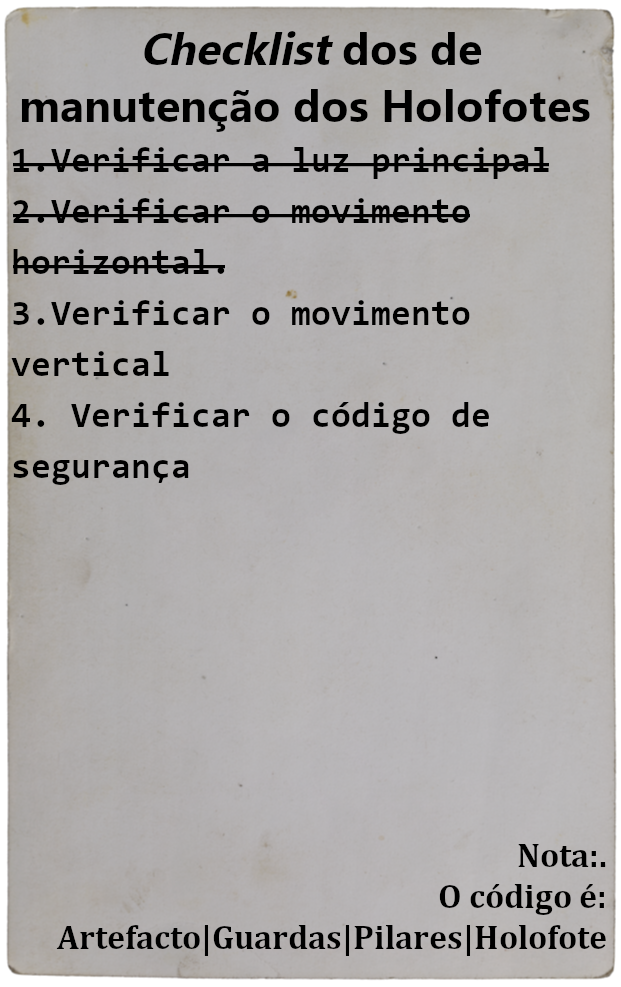 Checklist dos de
manutenção dos Holofotes
1.Verificar a luz principal
2.Verificar o movimento
horizontal.
3.Verificar o movimento
vertical
4. Verificar o código de
segurança
Nota:.
O código é:
Artefacto|Guardas|Pilares|Holofote